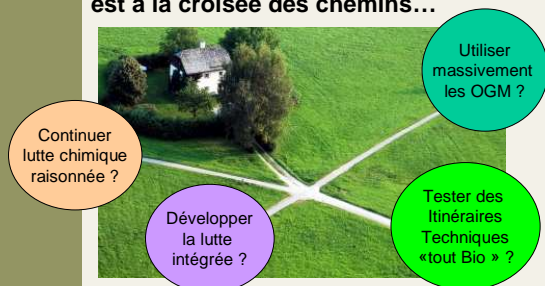 est à la croisée des chemins…
Utiliser
massivement
les OGM ?
Continuer
lutte chimique
raisonnée ?
Développer
la lutte
intégrée ?
Tester des
Itinéraires
Techniques
«tout Bio » ?